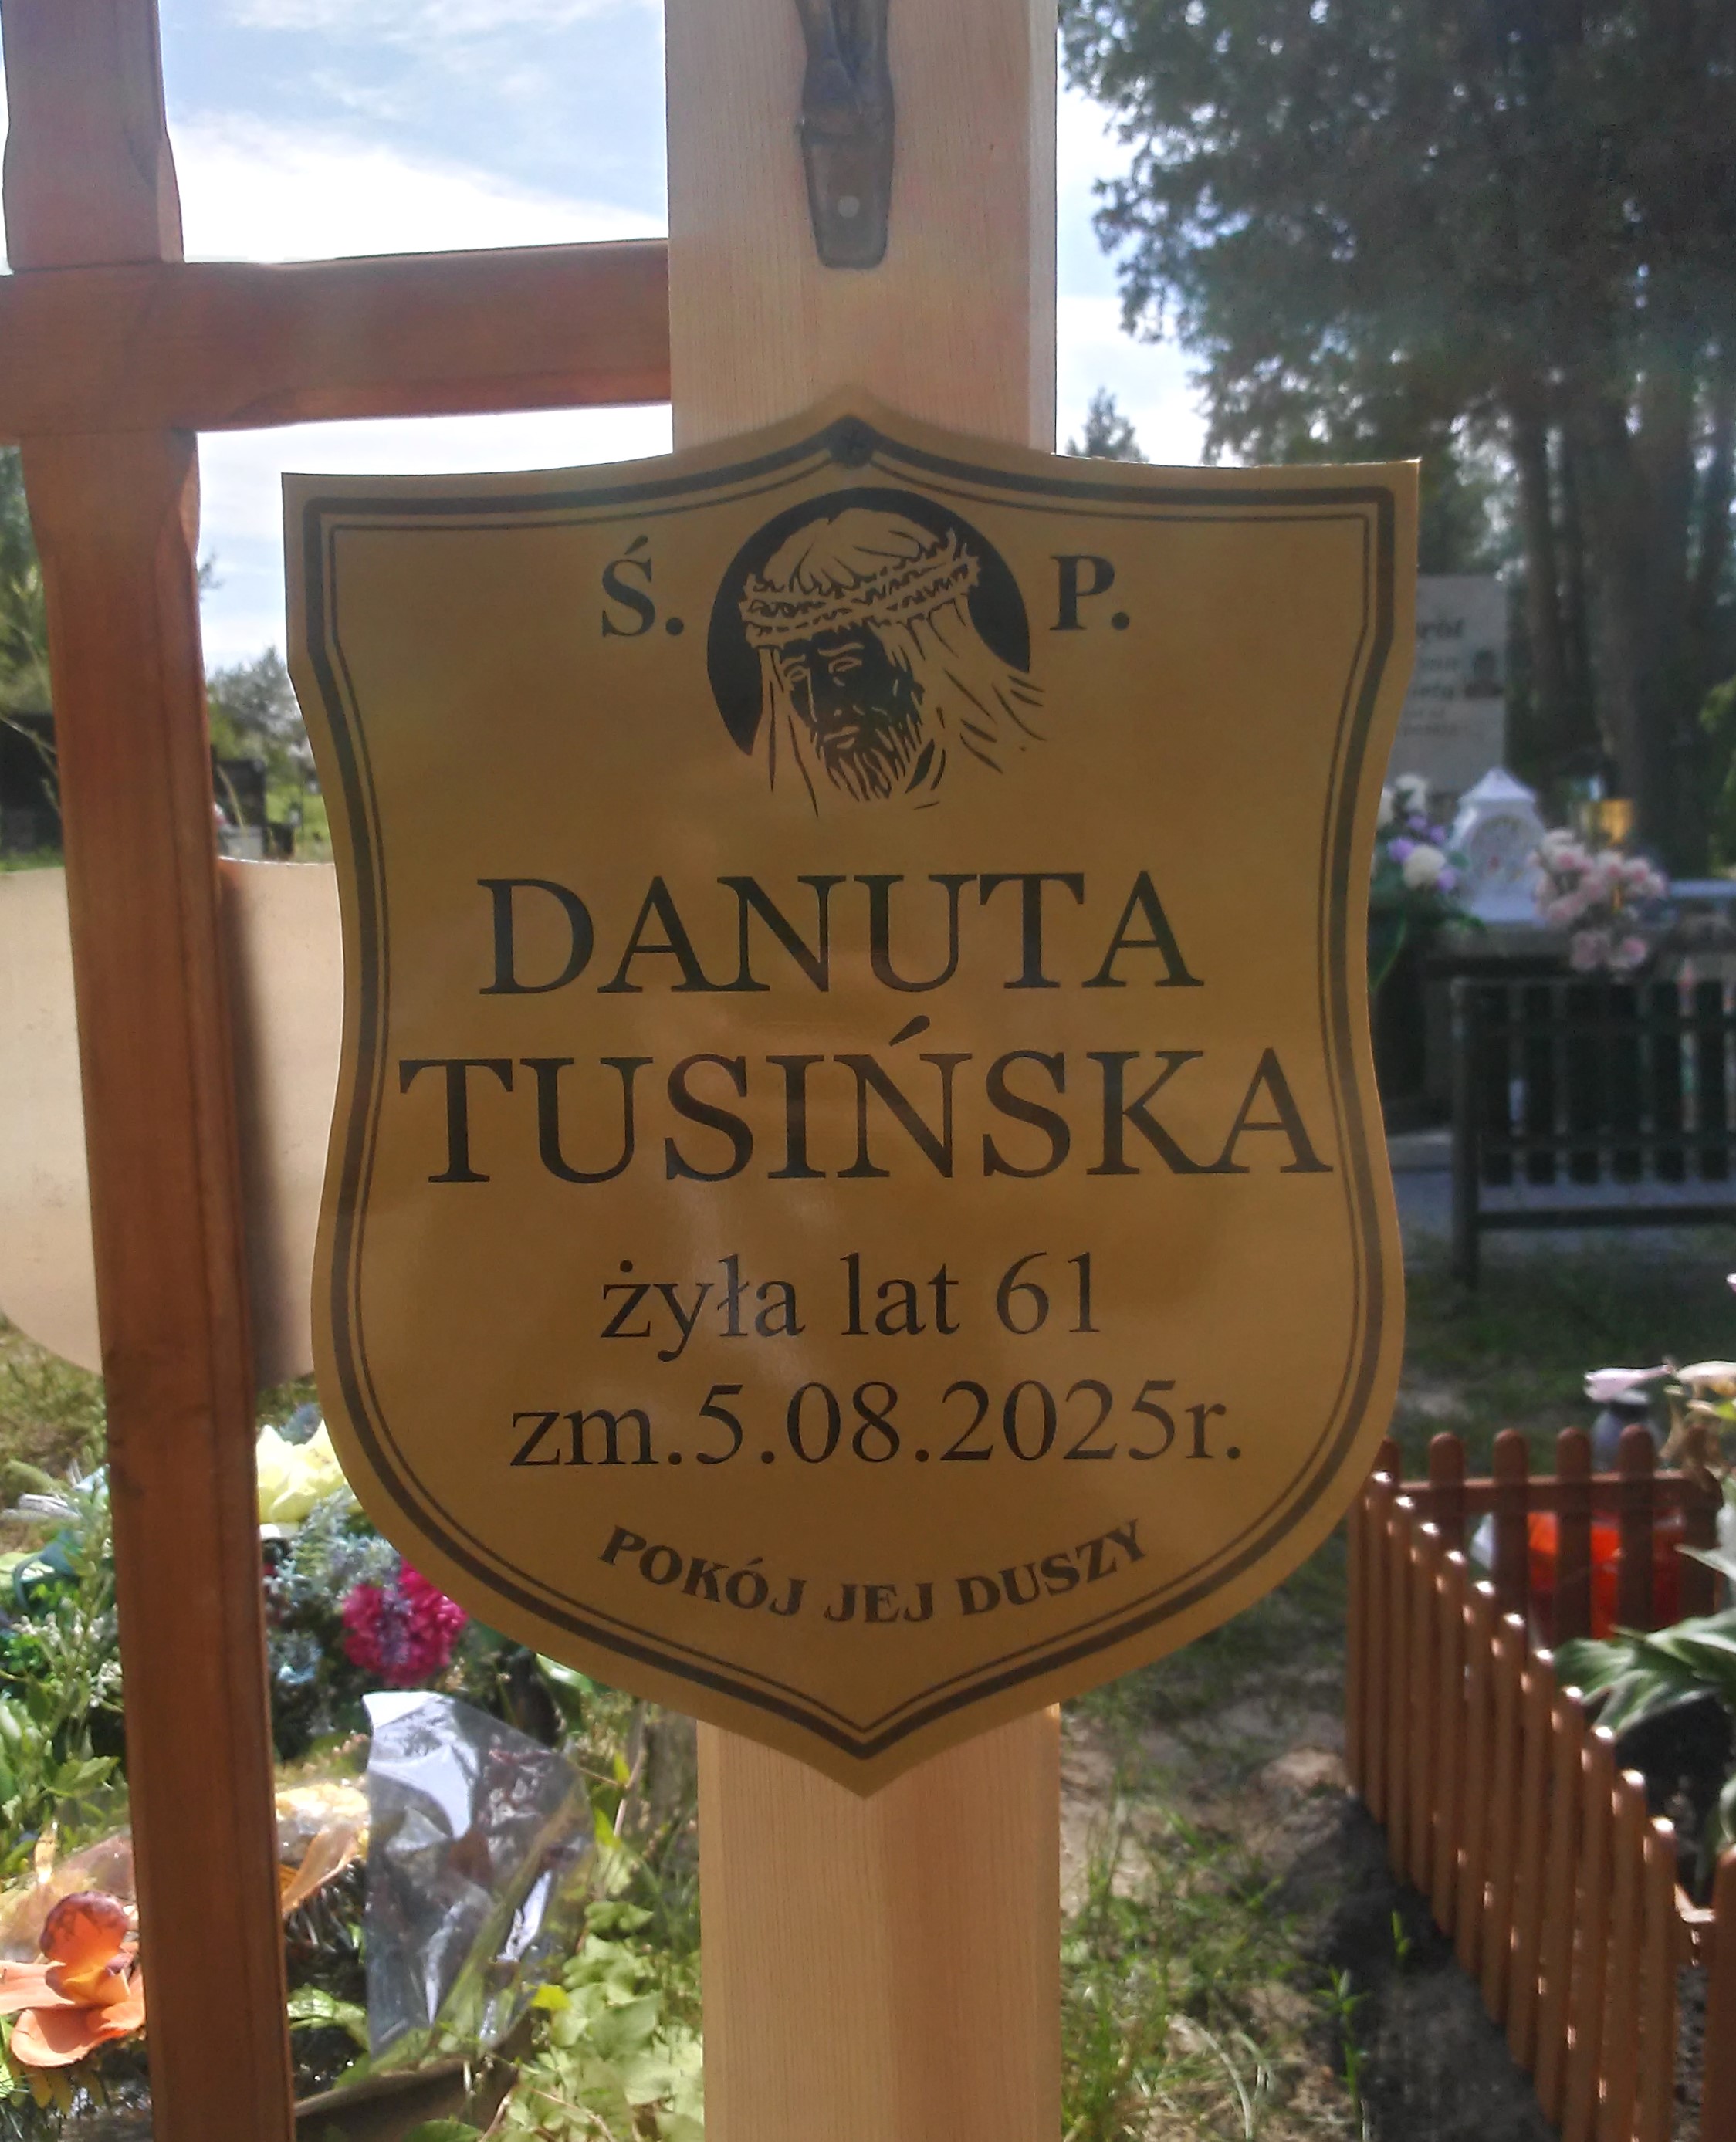 Ś. P.
DANUTA
TUSIŃSKA
żyła lat 61
zm.5.08.2025r.
POKÓJ JEJ DUSZY